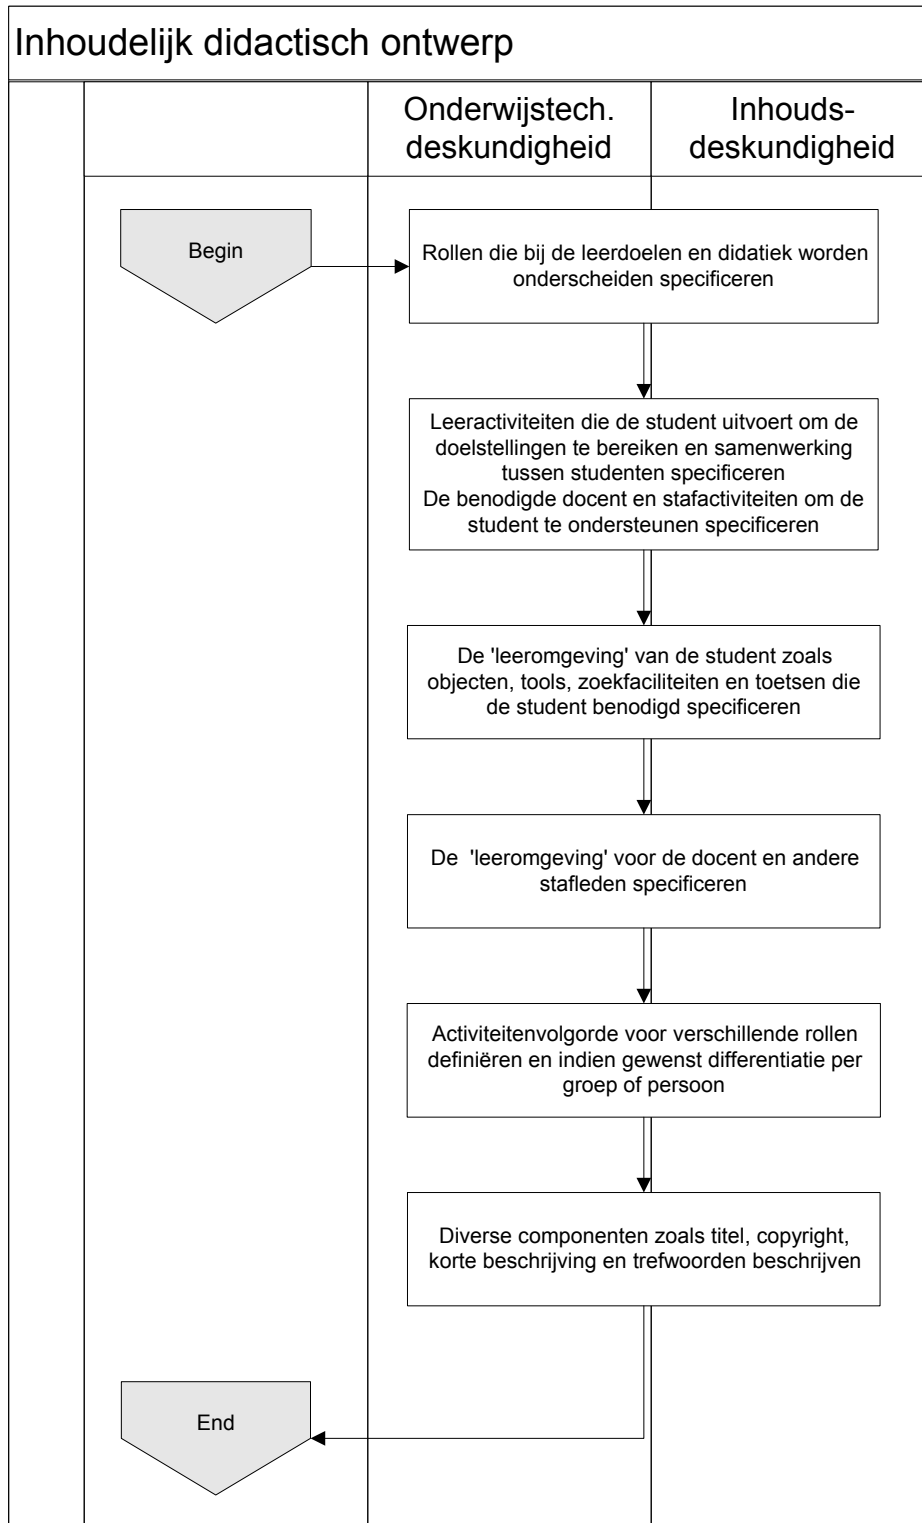 Inhoudelijk didactisch ontwerp
Onderwijstech.
deskundigheid
Inhouds-
deskundigheid
Begin
Rollen die bij de leerdoelen en didatiek worden
onderscheiden specificeren
Leeractiviteiten die de student uitvoert om de
doelstellingen te bereiken en samenwerking
tussen studenten specificeren
De benodigde docent en stafactiviteiten om de
student te ondersteunen specificeren
De 'leeromgeving' van de student zoals
objecten, tools, zoekfaciliteiten en toetsen die
de student benodigd specificeren
De 'leeromgeving' voor de docent en andere
stafleden specificeren
Activiteitenvolgorde voor verschillende rollen
definiëren en indien gewenst differentiatie per
groep of persoon
Diverse componenten zoals titel, copyright,
korte beschrijving en trefwoorden beschrijven
End